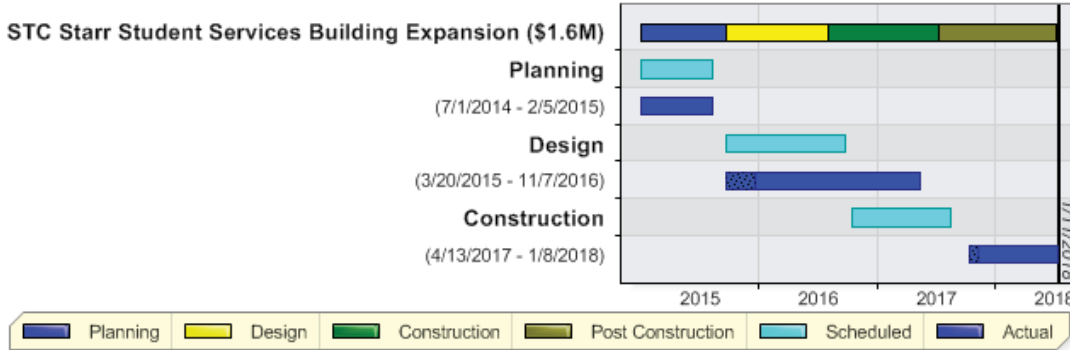 STC Starr Student Services Building Expansion ($1.6M)
Planning
(7/1/2014 - 2/5/2015)
Design
(3/20/2015 - 11/7/2016)
Construction
(4/13/2017 - 1/8/2018)
2015 2016 2017 2018
Planning Design Construction Post Construction Scheduled Actual